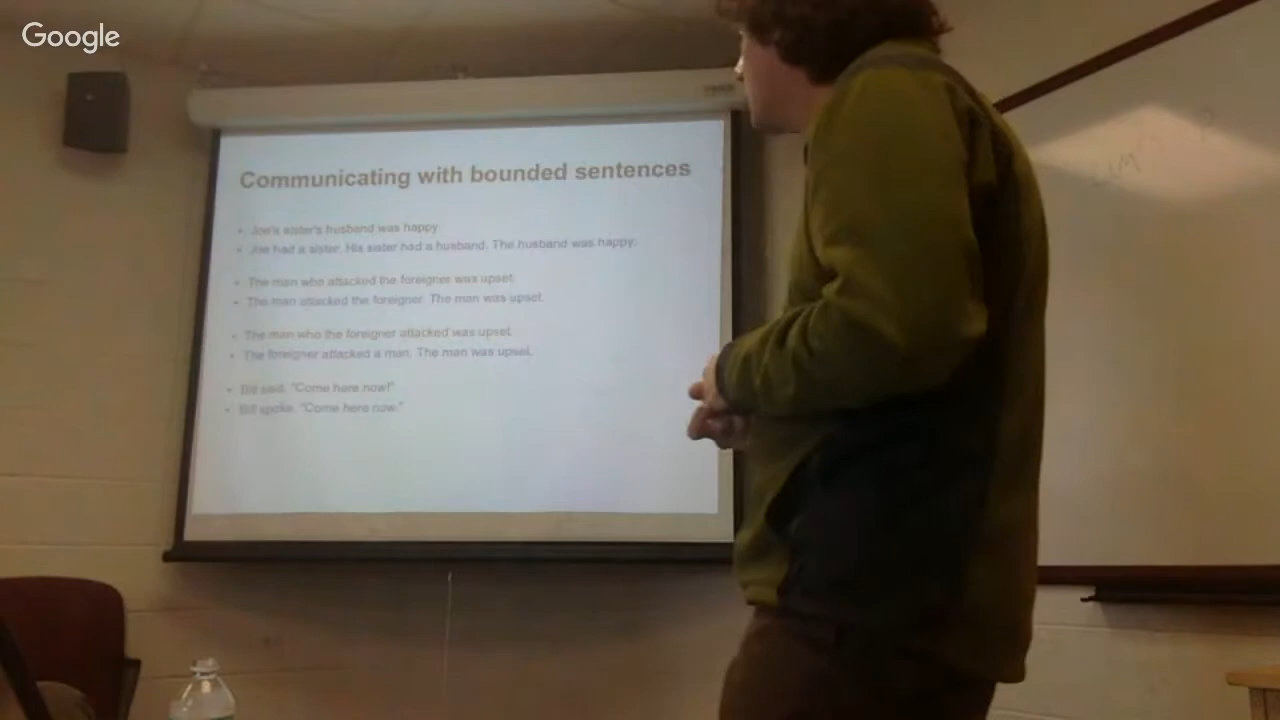 Google
Communicating with bounded sentences
• Joe's sister's husband was happy.
• Joe had a sister. His sister had a husband. The husband was happy.
• The man who attacked the foreigner was upset.
• The man attacked the foreigner. The man was upset.
• The man who the foreigner attacked was upset.
• The foreigner attacked a man. The man was upset.
• Bill said, "Come here now!"
• Bill spoke. "Come here now."